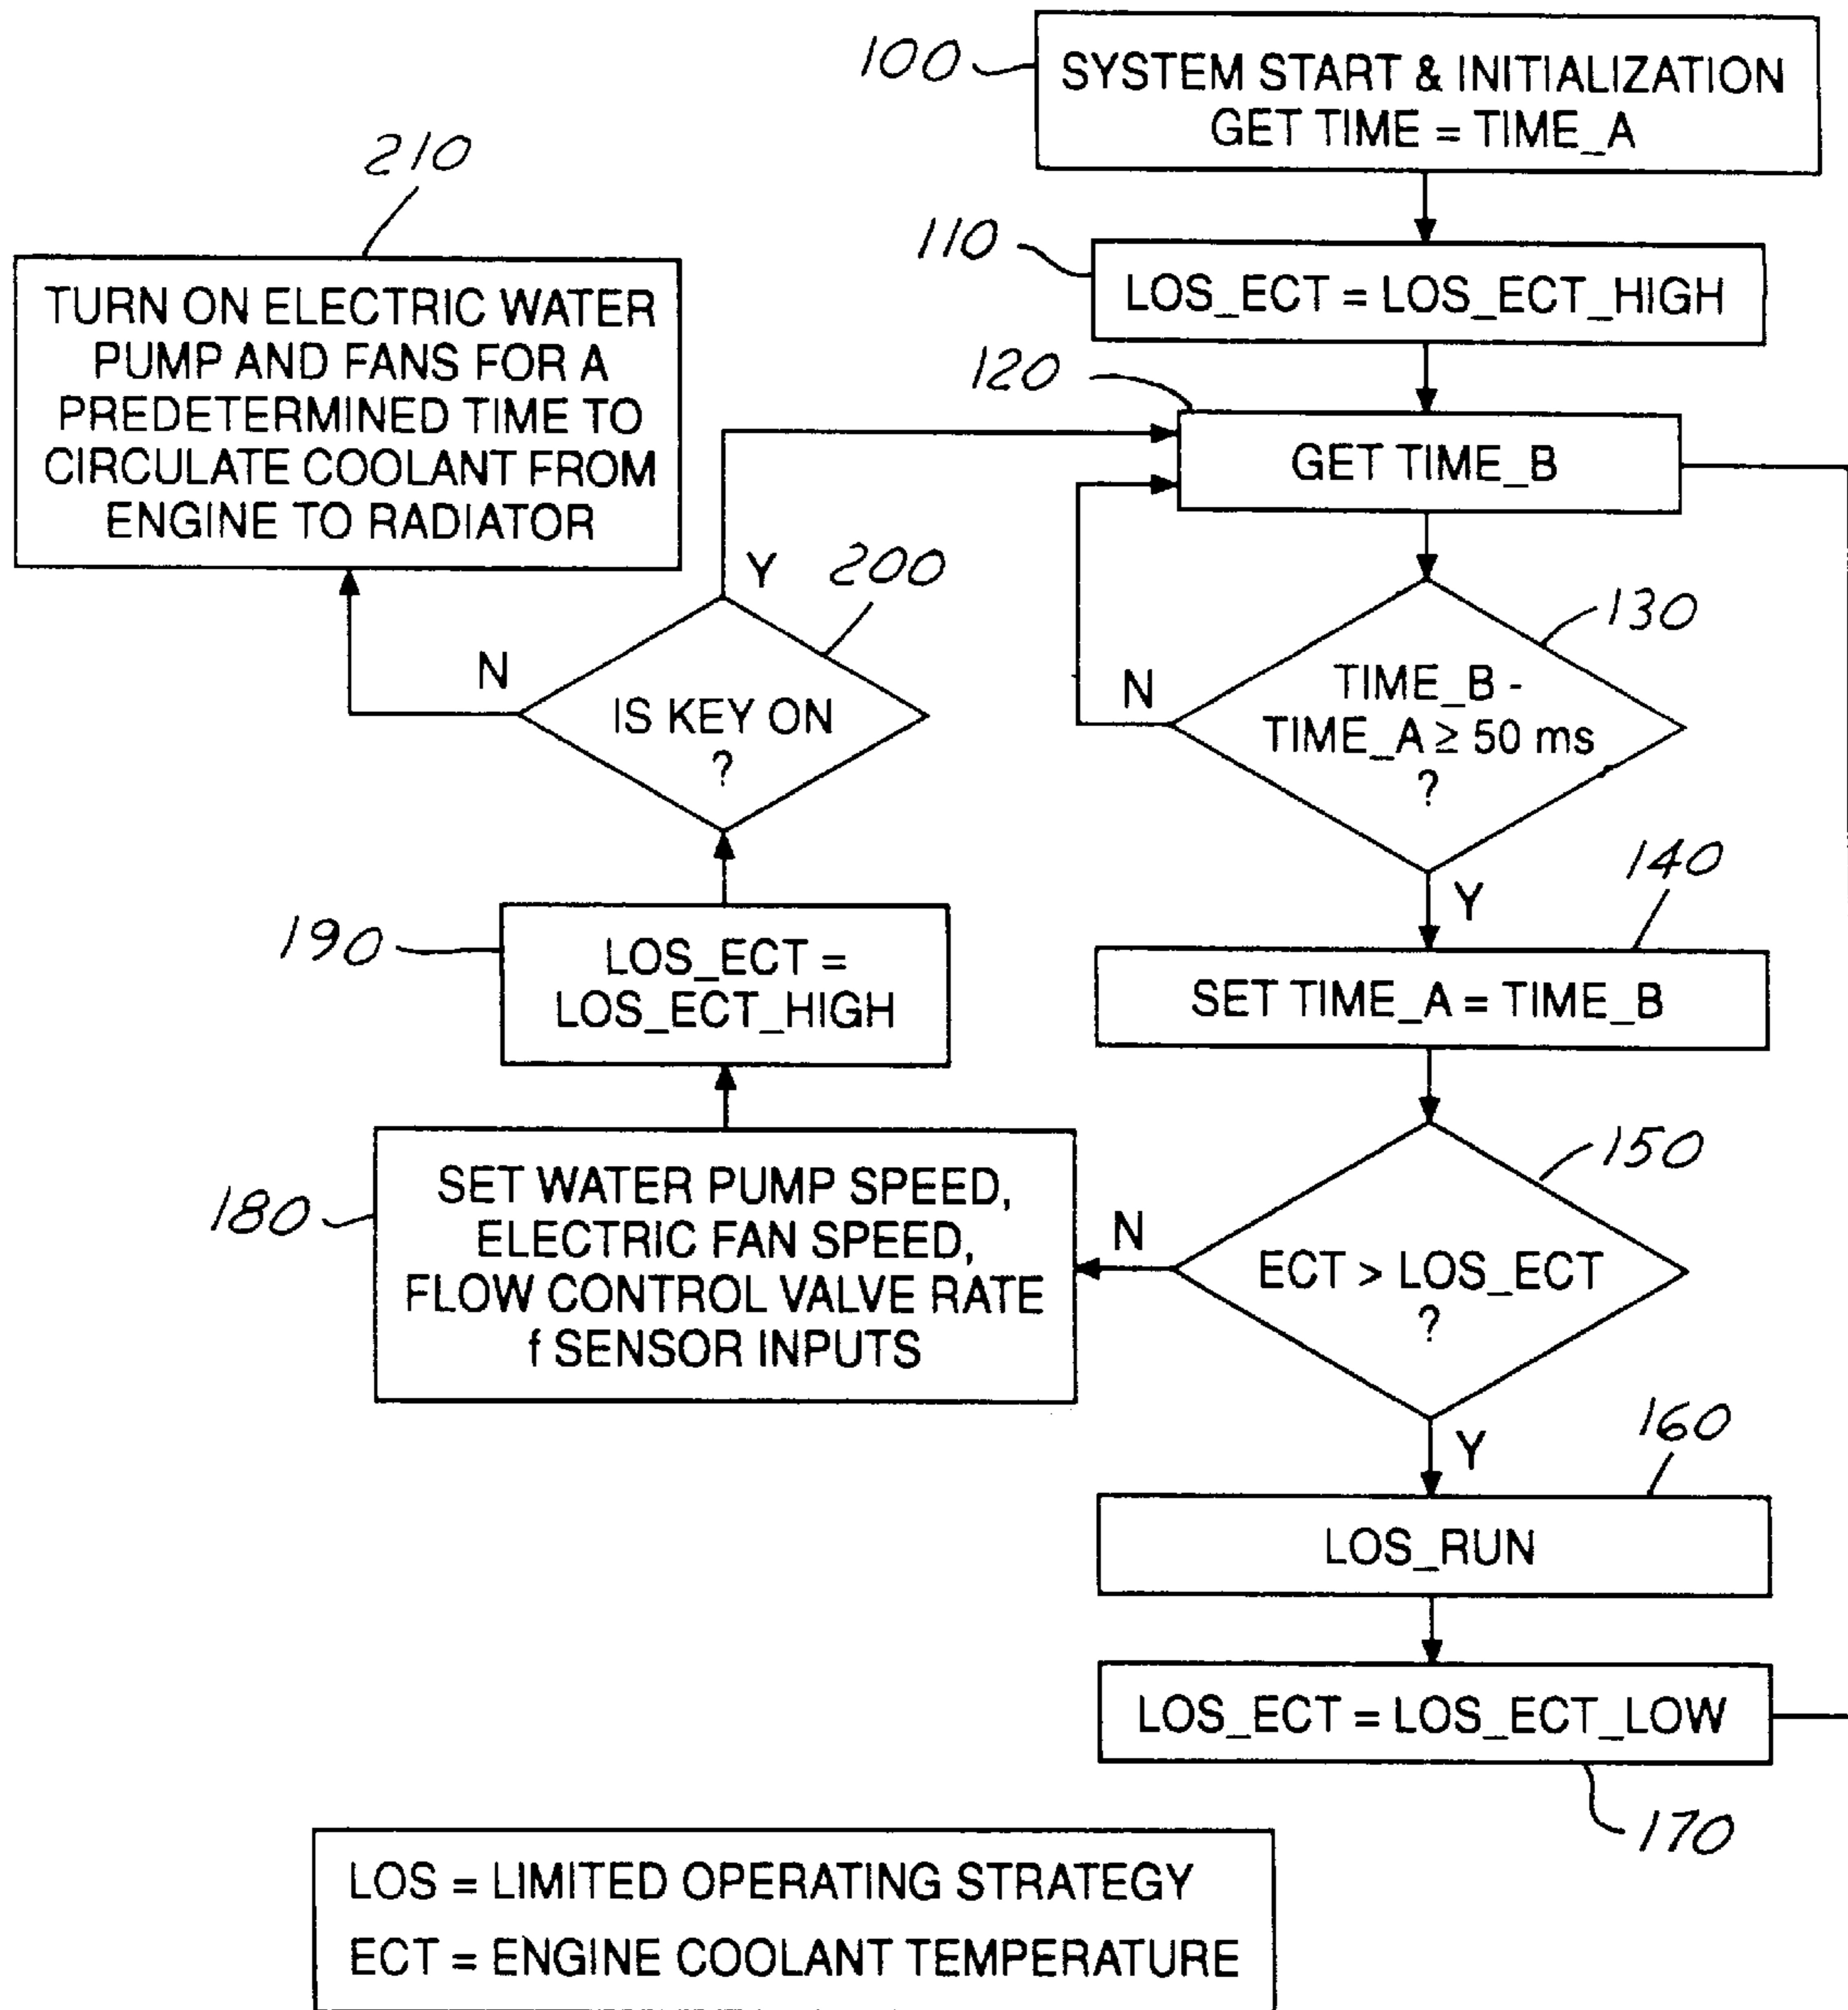 100
SYSTEM START & INITIALIZATION
GET TIME = TIME_A
110
LOS_ECT = LOS_ECT_HIGH
120
GET TIME_B
130
TIME_B -
TIME_A ≥ 50 ms
?
N
Y
140
SET TIME_A = TIME_B
150
ECT > LOS_ECT
?
N
Y
160
LOS_RUN
LOS_ECT = LOS_ECT_LOW
170
180
SET WATER PUMP SPEED,
ELECTRIC FAN SPEED,
FLOW CONTROL VALVE RATE
f SENSOR INPUTS
190
LOS_ECT =
LOS_ECT_HIGH
200
IS KEY ON
?
Y
N
210
TURN ON ELECTRIC WATER
PUMP AND FANS FOR A
PREDETERMINED TIME TO
CIRCULATE COOLANT FROM
ENGINE TO RADIATOR
LOS = LIMITED OPERATING STRATEGY
ECT = ENGINE COOLANT TEMPERATURE